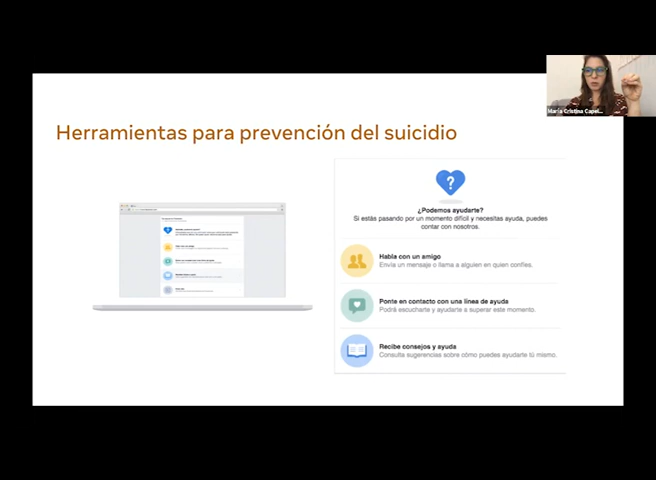 María Cristina Capel...
Herramientas para prevención del suicidio
¿Podemos ayudarte?
Si estás pasando por un momento difícil y necesitas ayuda, puedes
contar con nosotros.
Habla con un amigo
Envía un mensaje o llama a alguien en quien confíes.
Ponte en contacto con una línea de ayuda
Podrá escucharte y ayudarte a superar este momento.
Recibe consejos y ayuda
Consulta sugerencias sobre cómo puedes ayudarte tú mismo.